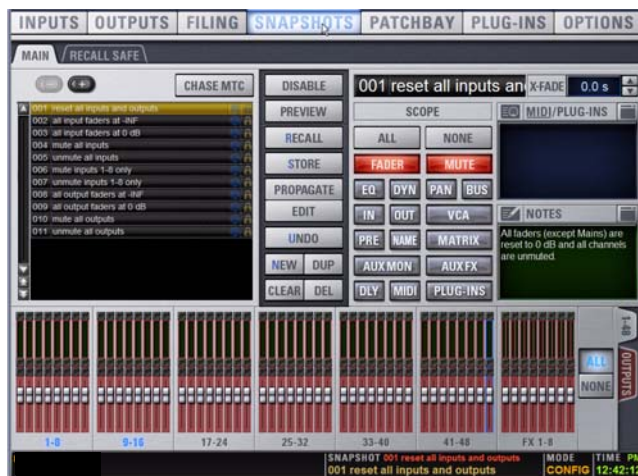 INPUTS OUTPUTS FILING SNAPSHOTS PATCHBAY PLUG-INS OPTIONS
MAIN RECALL SAFE
CHASE MTC
001 reset all inputs and outputs
002 all input faders at -INF
003 all input faders at 0 dB
004 mute all inputs
005 unmute all inputs
006 mute inputs 1-8 only
007 unmute inputs 1-8 only
008 all output faders at -INF
009 all output faders at 0 dB
010 mute all outputs
011 unmute all outputs
DISABLE
PREVIEW
RECALL
STORE
PROPAGATE
EDIT
UNDO
NEW DUP
CLEAR DEL
001 reset all inputs an X-FADE 0.0 s
SCOPE
ALL NONE
FADER MUTE
EQ DYN PAN BUS
IN OUT VCA
PRE NAME MATRIX
AUX MON AUX FX
DLY MIDI PLUG-INS
MIDI/PLUG-INS
NOTES
All faders (except Mains) are
reset to 0 dB and all channels
are unmuted.
1-8 9-16 17-24 25-32 33-40 41-48 FX 1-8
ALL
NONE
1-48
OUTPUTS
SNAPSHOT 001 reset all inputs and outputs
001 reset all inputs and outputs
MODE
CONFIG
TIME PM
12:42:1